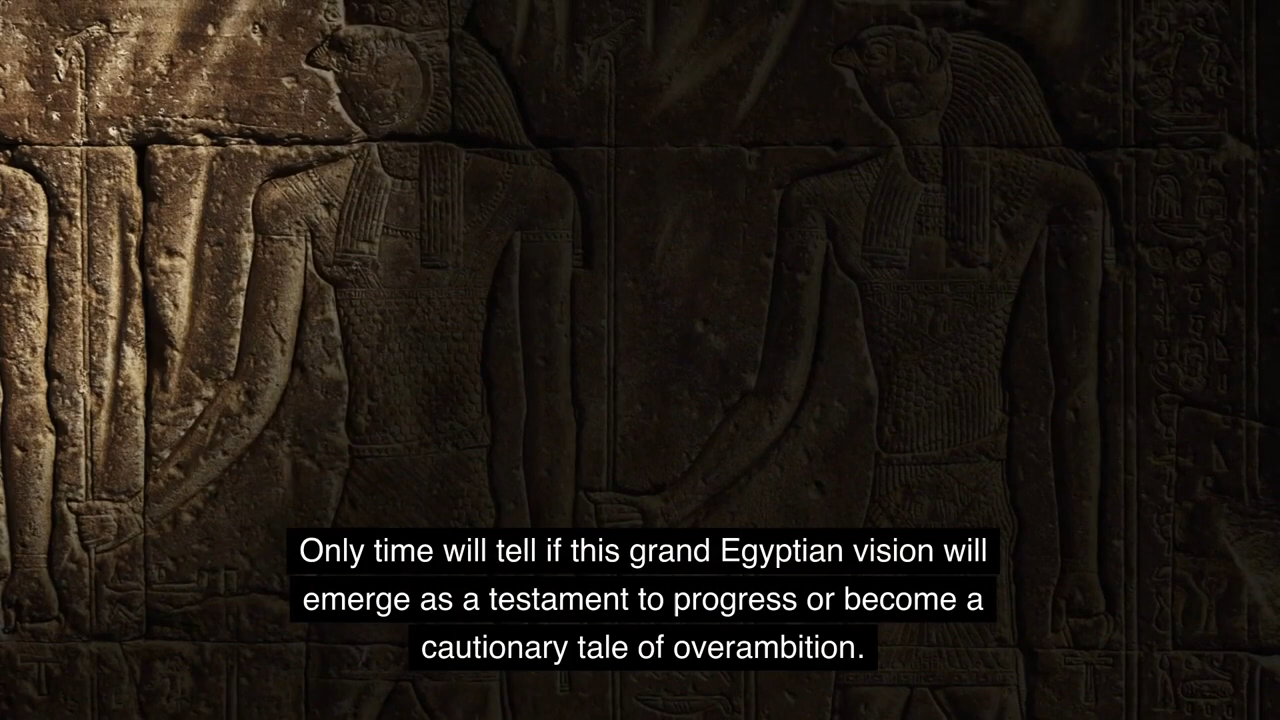 Only time will tell if this grand Egyptian vision will
emerge as a testament to progress or become a
cautionary tale of overambition.